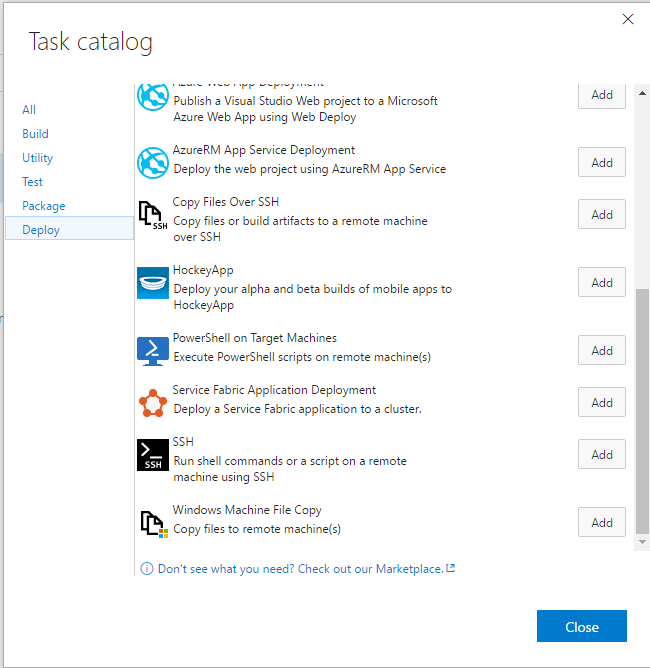 Task catalog
All
Build
Utility
Test
Package
Deploy
Azure Web App Deployment
Publish a Visual Studio Web project to a Microsoft
Azure Web App using Web Deploy
Add
AzureRM App Service Deployment
Deploy the web project using AzureRM App Service
Add
SSH
Copy Files Over SSH
Copy files or build artifacts to a remote machine
over SSH
Add
HockeyApp
Deploy your alpha and beta builds of mobile apps to
HockeyApp
Add
PowerShell on Target Machines
Execute PowerShell scripts on remote machine(s)
Add
Service Fabric Application Deployment
Deploy a Service Fabric application to a cluster.
Add
SSH
SSH
Run shell commands or a script on a remote
machine using SSH
Add
Windows Machine File Copy
Copy files to remote machine(s)
Add
Don't see what you need? Check out our Marketplace.
Close